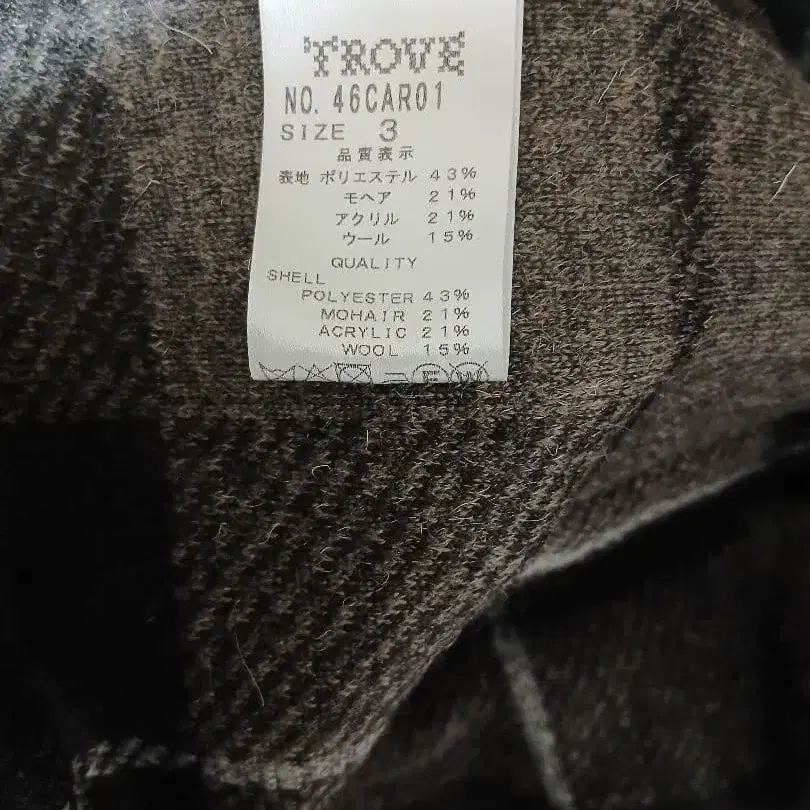 TROVE
NO. 46CAR01
SIZE 3
品質表示
表地 ポリエステル 43%
モヘア 21%
アクリル 21%
ウール 15%
QUALITY
SHELL
POLYESTER 43%
MOHAIR 21%
ACRYLIC 21%
WOOL 15%